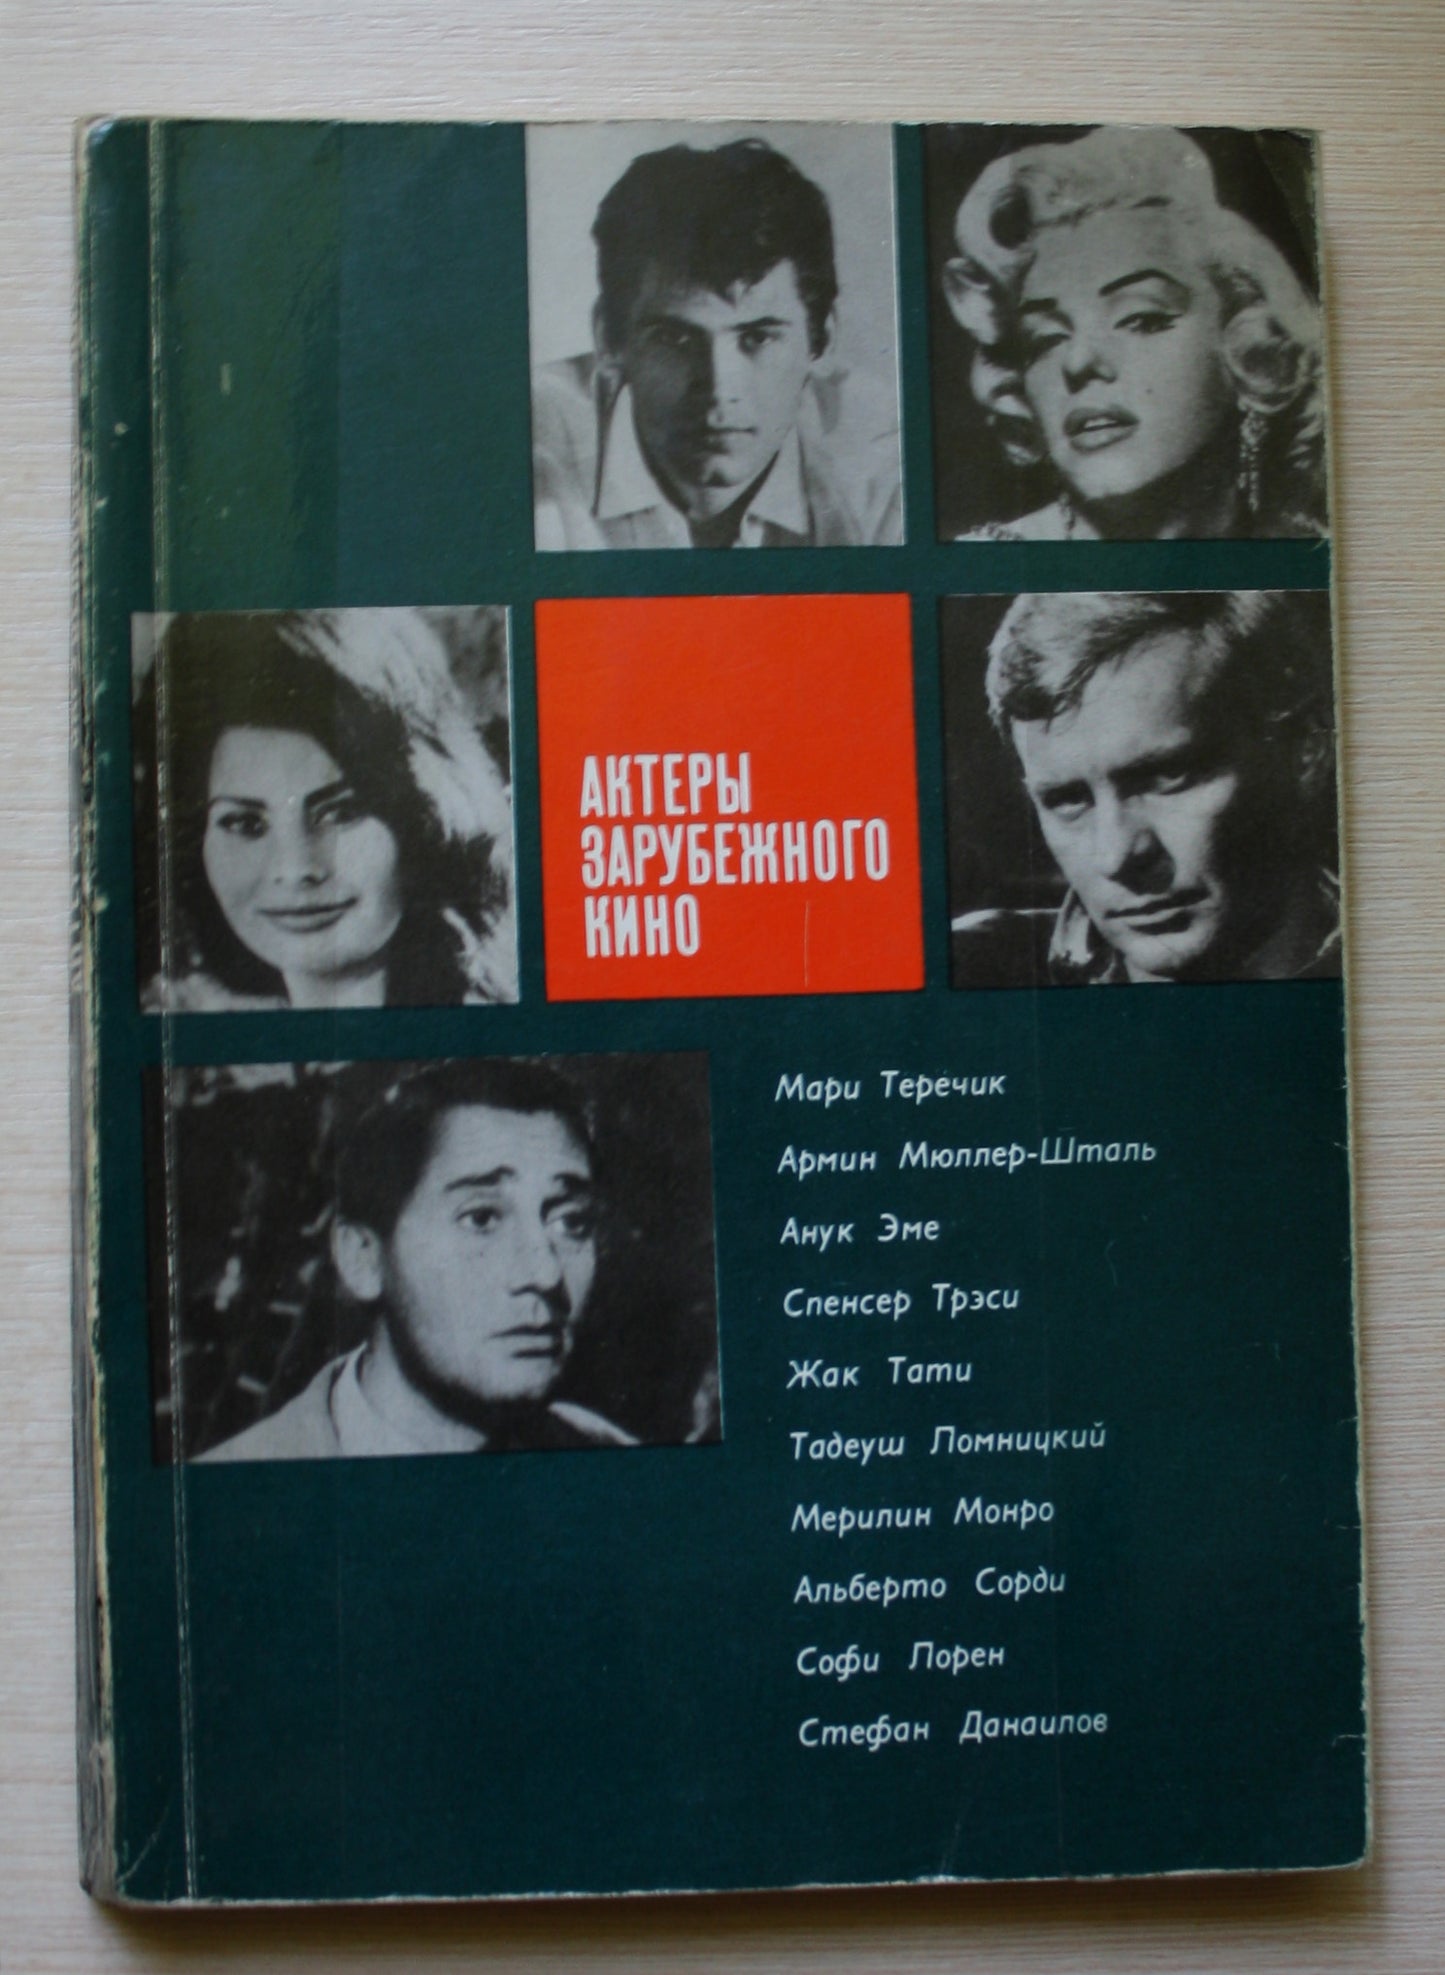 АКТЕРЫ
ЗАРУБЕЖНОГО
КИНО
Мари Теречик
Армин Мюллер-Шталь
Анук Эме
Спенсер Трэси
Жак Тати
Тадеуш Ломницкий
Мерилин Монро
Альберто Сорди
Софи Лорен
Стефан Данаилов